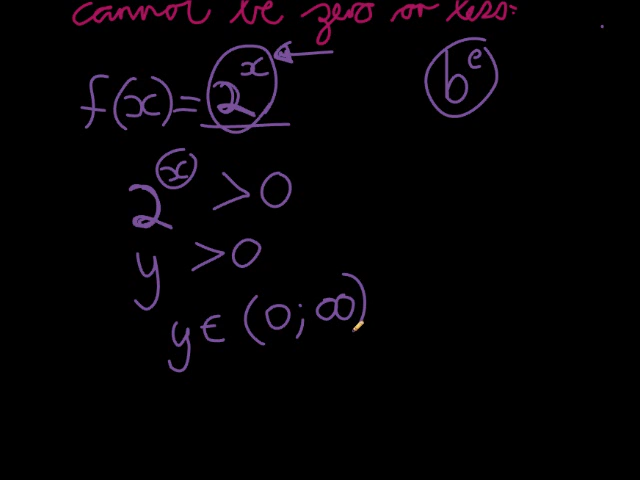 cannot be zero or less:
f(x) = 2^x
b^e
2^x > 0
y > 0
y ∈ (0; ∞)